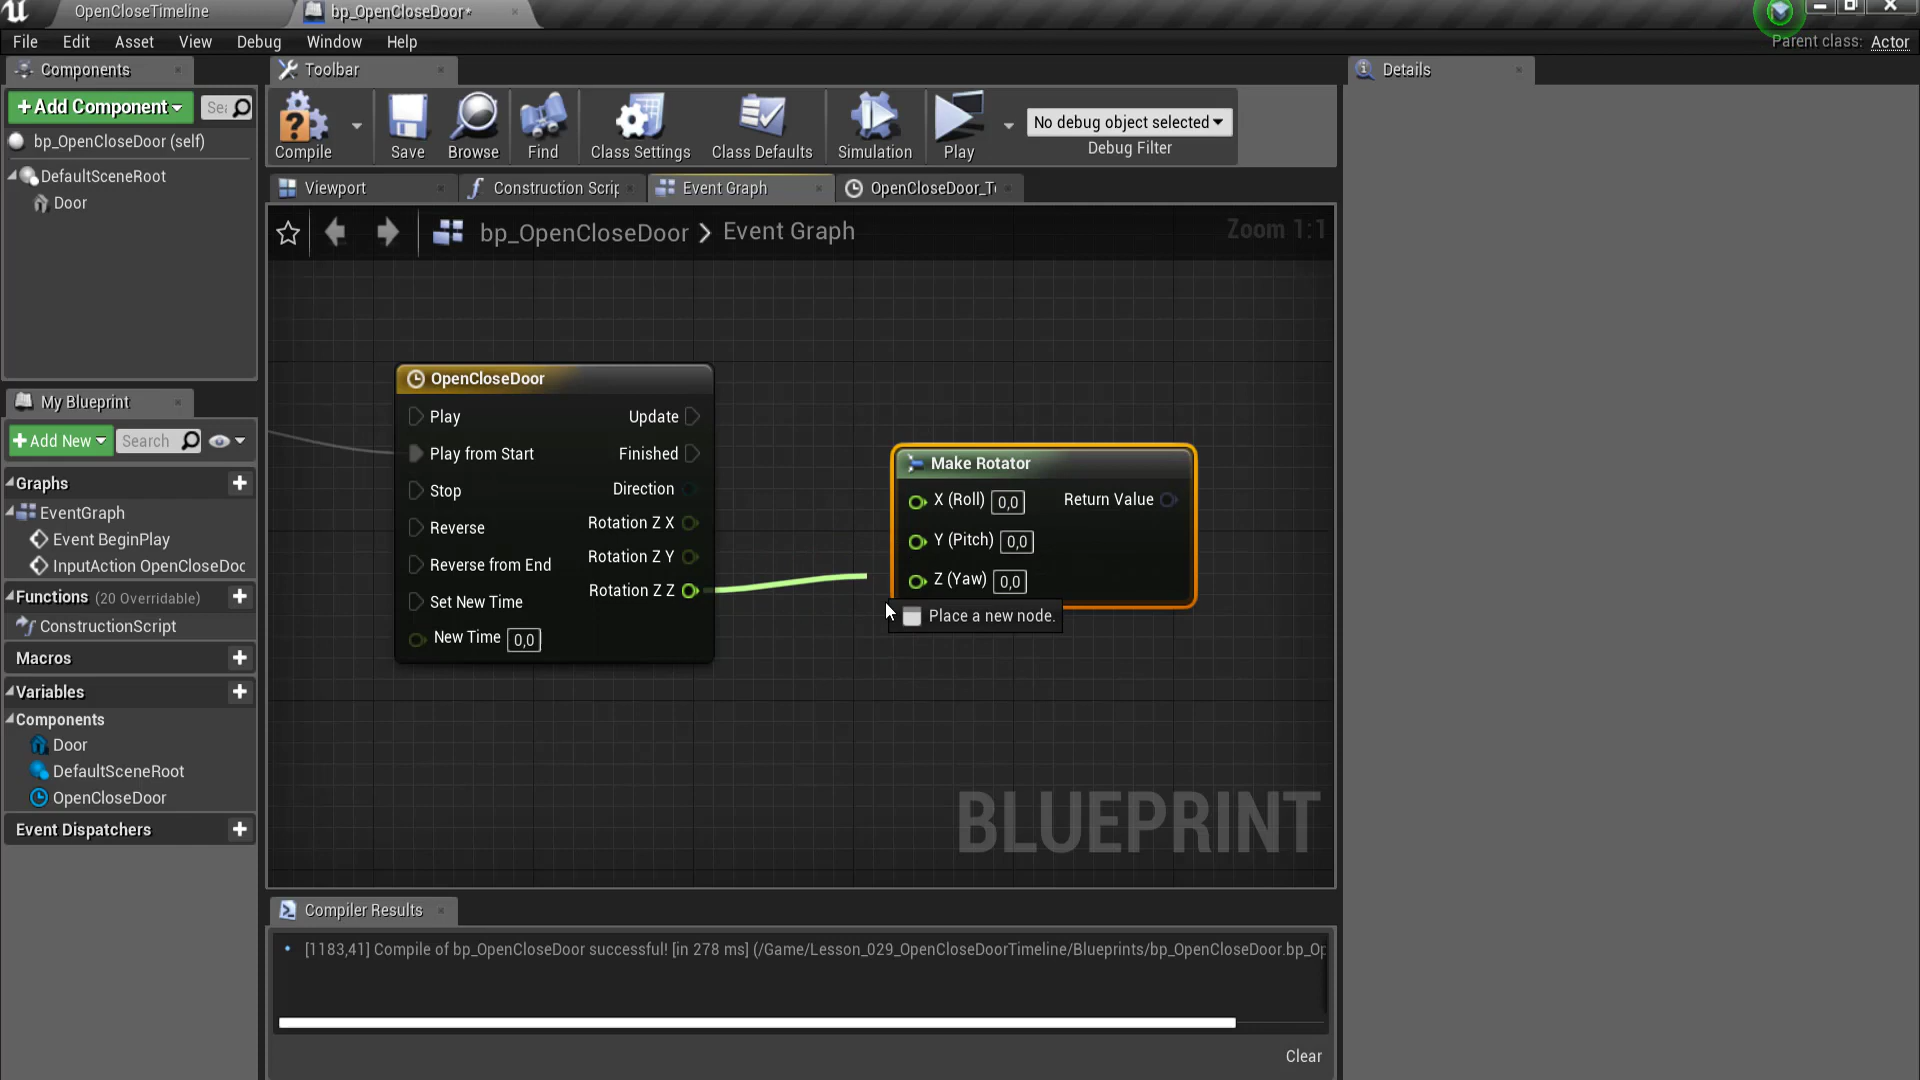 OpenCloseTimeline
bp_OpenCloseDoor*
File Edit Asset View Debug Window Help
Parent class: Actor
Components
Toolbar
Details
+Add Component
Sea
bp_OpenCloseDoor (self)
DefaultSceneRoot
Door
Compile
Save
Browse
Find
Class Settings
Class Defaults
Simulation
Play
No debug object selected
Debug Filter
Viewport
Construction Scrip
Event Graph
OpenCloseDoor_T
bp_OpenCloseDoor > Event Graph
Zoom 1:1
My Blueprint
+Add New
Search
Graphs
EventGraph
Event BeginPlay
InputAction OpenCloseDoo
Functions (20 Overridable)
ConstructionScript
Macros
Variables
Components
Door
DefaultSceneRoot
OpenCloseDoor
Event Dispatchers
OpenCloseDoor
Play
Update
Play from Start
Finished
Stop
Direction
Reverse
Rotation Z X
Reverse from End
Rotation Z Y
Set New Time
Rotation Z Z
New Time 0,0
Make Rotator
X (Roll) 0,0
Return Value
Y (Pitch) 0,0
Z (Yaw) 0,0
Place a new node.
BLUEPRINT
Compiler Results
[1183,41] Compile of bp_OpenCloseDoor successful! [in 278 ms] (/Game/Lesson_029_OpenCloseDoorTimeline/Blueprints/bp_OpenCloseDoor.bp_Op
Clear